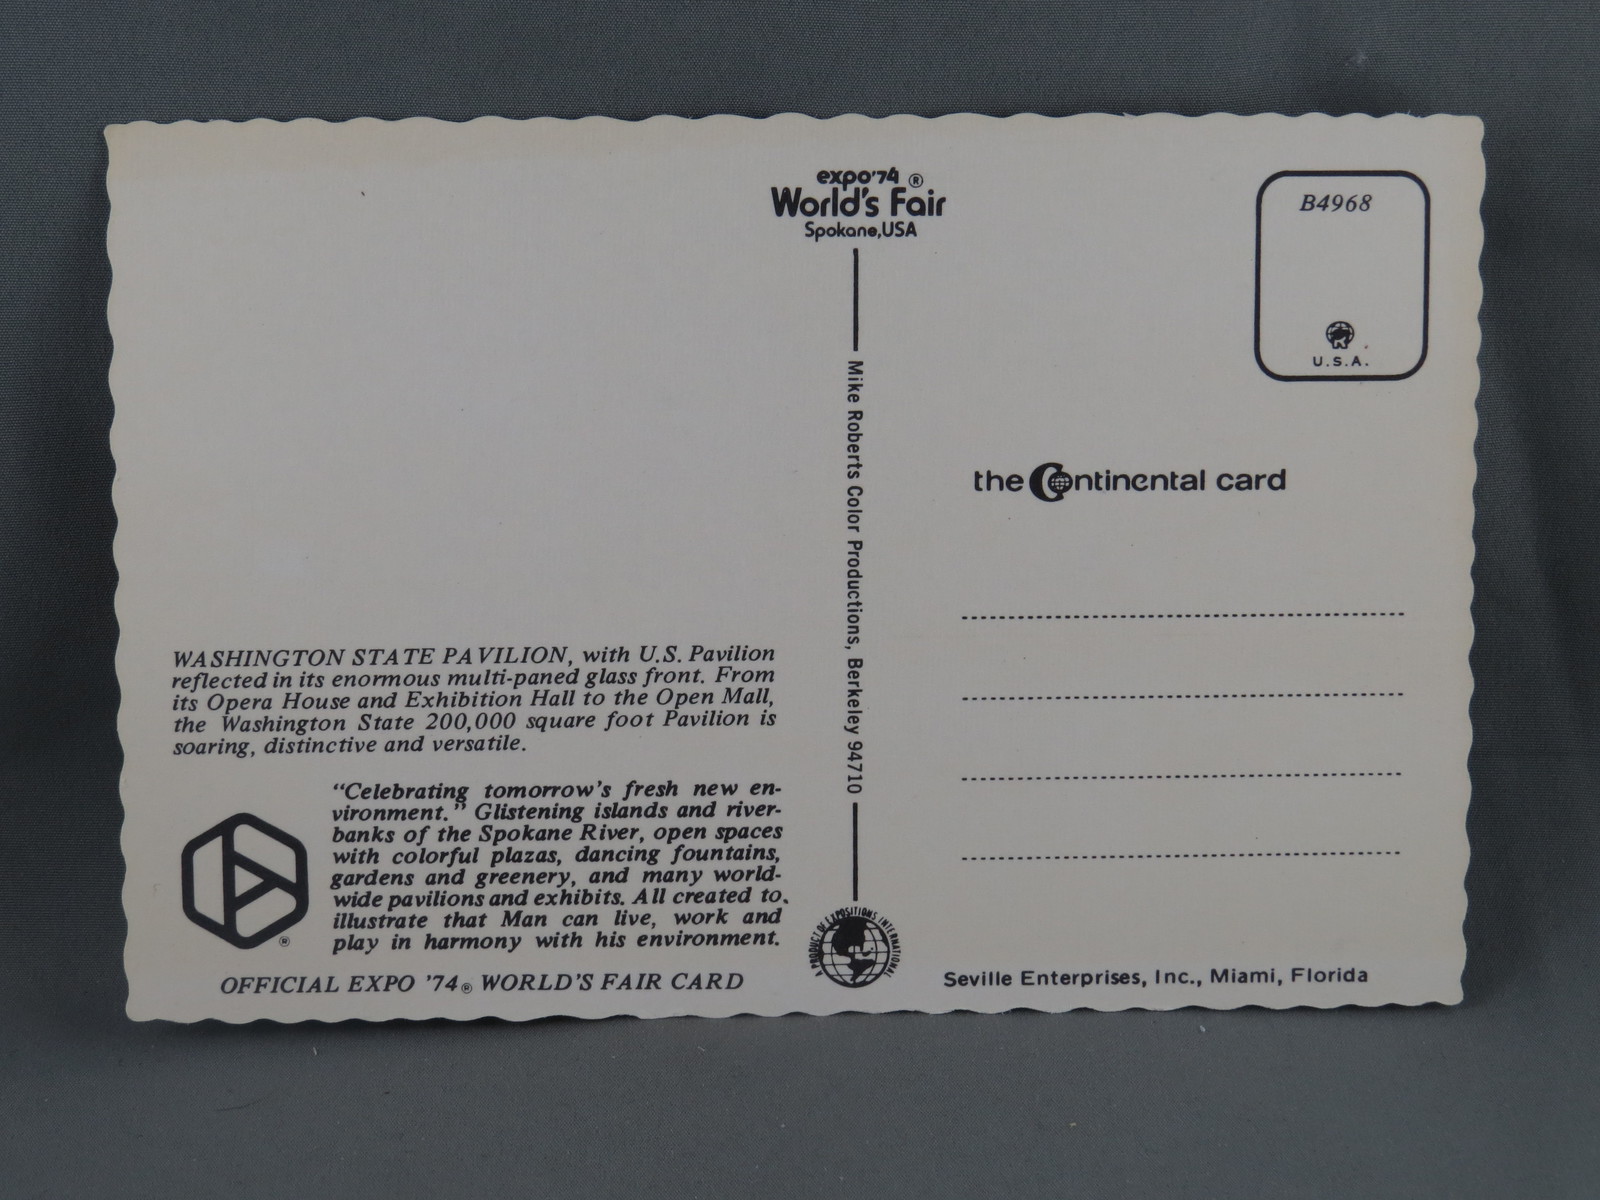 expo'74 ®
World's Fair
Spokane, USA
B4968
U.S.A.
Mike Roberts Color Productions, Berkeley 94710
the Continental card
WASHINGTON STATE PAVILION, with U.S. Pavilion
reflected in its enormous multi-paned glass front. From
its Opera House and Exhibition Hall to the Open Mall,
the Washington State 200,000 square foot Pavilion is
soaring, distinctive and versatile.
“Celebrating tomorrow's fresh new en-
vironment.” Glistening islands and river-
banks of the Spokane River, open spaces
with colorful plazas, dancing fountains,
gardens and greenery, and many world-
wide pavilions and exhibits. All created to
illustrate that Man can live, work and
play in harmony with his environment.
®
OFFICIAL EXPO '74® WORLD'S FAIR CARD
A PRODUCT OF EXPOSITIONS INTERNATIONAL
Seville Enterprises, Inc., Miami, Florida